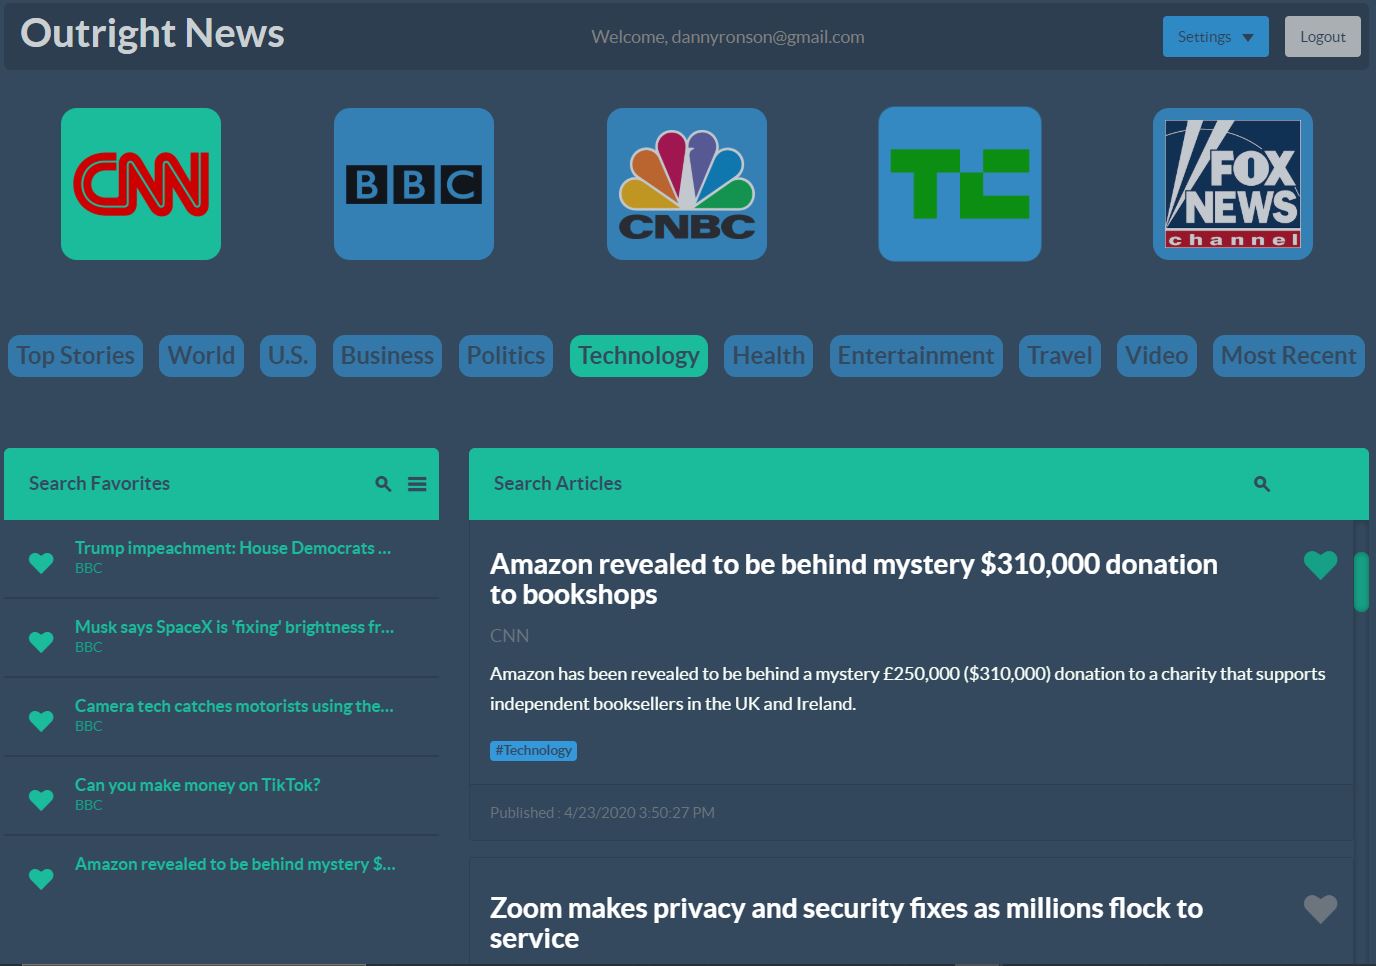 Outright News
Welcome, dannyronson@gmail.com
Settings
Logout
CNN
BBC
CNBC
TC
FOX
NEWS
channel
Top Stories
World
U.S.
Business
Politics
Technology
Health
Entertainment
Travel
Video
Most Recent
Search Favorites
Trump impeachment: House Democrats ...
BBC
Musk says SpaceX is 'fixing' brightness fr...
BBC
Camera tech catches motorists using the...
BBC
Can you make money on TikTok?
BBC
Amazon revealed to be behind mystery $...
Search Articles
Amazon revealed to be behind mystery $310,000 donation
to bookshops
CNN
Amazon has been revealed to be behind a mystery £250,000 ($310,000) donation to a charity that supports
independent booksellers in the UK and Ireland.
#Technology
Published : 4/23/2020 3:50:27 PM
Zoom makes privacy and security fixes as millions flock to
service